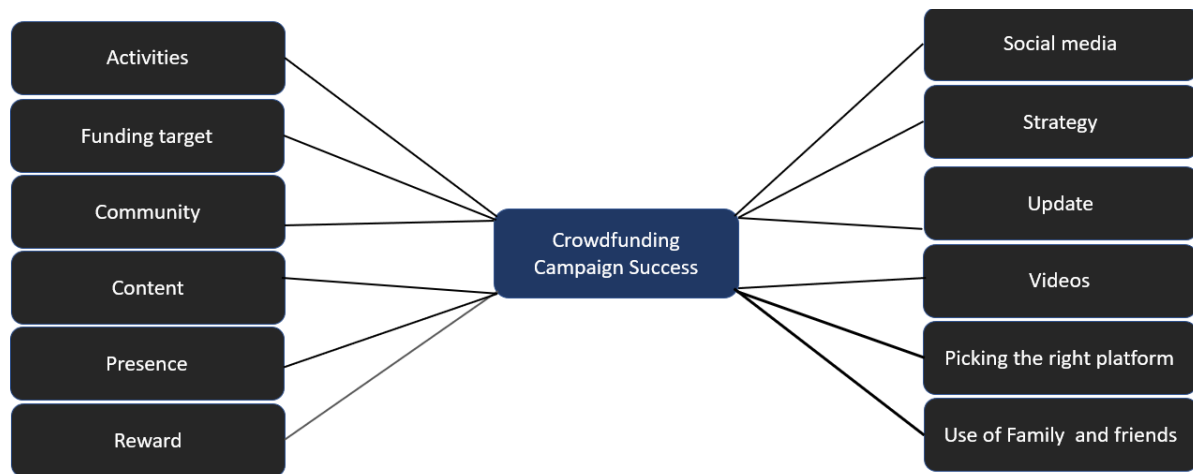 Activities
Funding target
Community
Content
Presence
Reward
Crowdfunding
Campaign Success
Social media
Strategy
Update
Videos
Picking the right platform
Use of Family  and friends